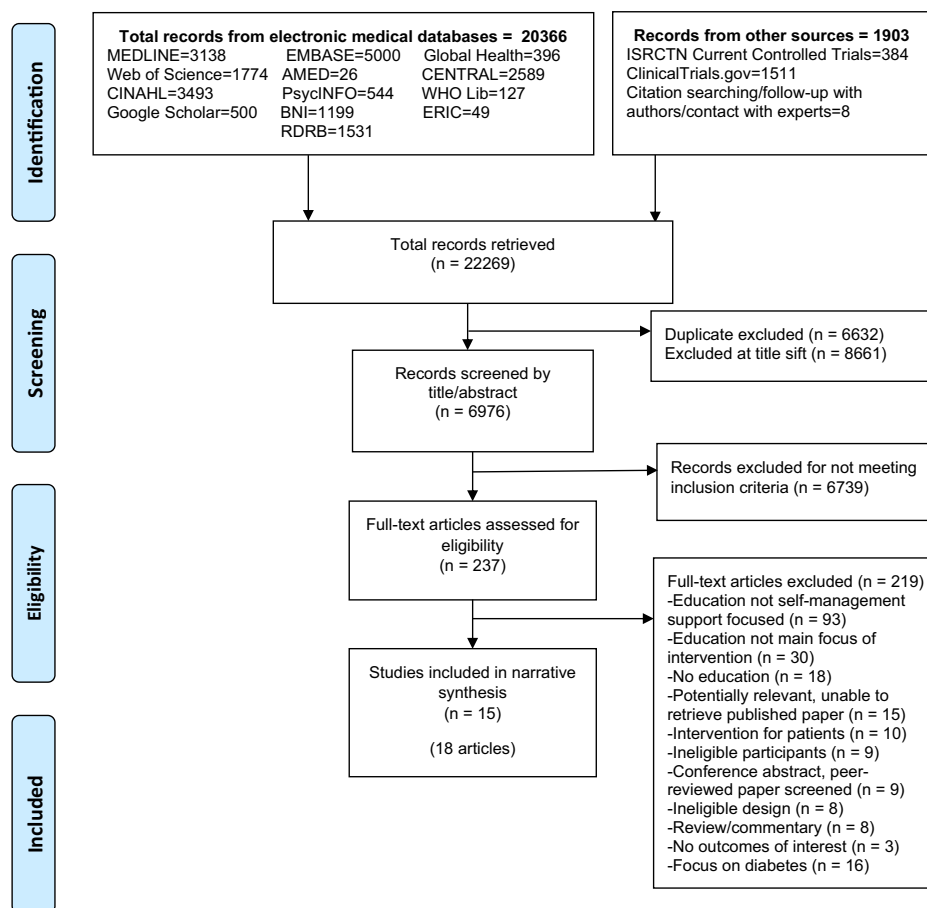 Identification
Total records from electronic medical databases = 20366
MEDLINE=3138 EMBASE=5000 Global Health=396
Web of Science=1774 AMED=26 CENTRAL=2589
CINAHL=3493 PsycINFO=544 WHO Lib=127
Google Scholar=500 BNI=1199 ERIC=49
RDRB=1531
Records from other sources = 1903
ISRCTN Current Controlled Trials=384
ClinicalTrials.gov=1511
Citation searching/follow-up with
authors/contact with experts=8
Total records retrieved
(n = 22269)
Screening
Duplicate excluded (n = 6632)
Excluded at title sift (n = 8661)
Records screened by
title/abstract
(n = 6976)
Records excluded for not meeting
inclusion criteria (n = 6739)
Eligibility
Full-text articles assessed for
eligibility
(n = 237)
Full-text articles excluded (n = 219)
-Education not self-management
support focused (n = 93)
-Education not main focus of
intervention (n = 30)
-No education (n = 18)
-Potentially relevant, unable to
retrieve published paper (n = 15)
-Intervention for patients (n = 10)
-Ineligible participants (n = 9)
-Conference abstract, peer-
reviewed paper screened (n = 9)
-Ineligible design (n = 8)
-Review/commentary (n = 8)
-No outcomes of interest (n = 3)
-Focus on diabetes (n = 16)
Studies included in narrative
synthesis
(n = 15)
(18 articles)
Included